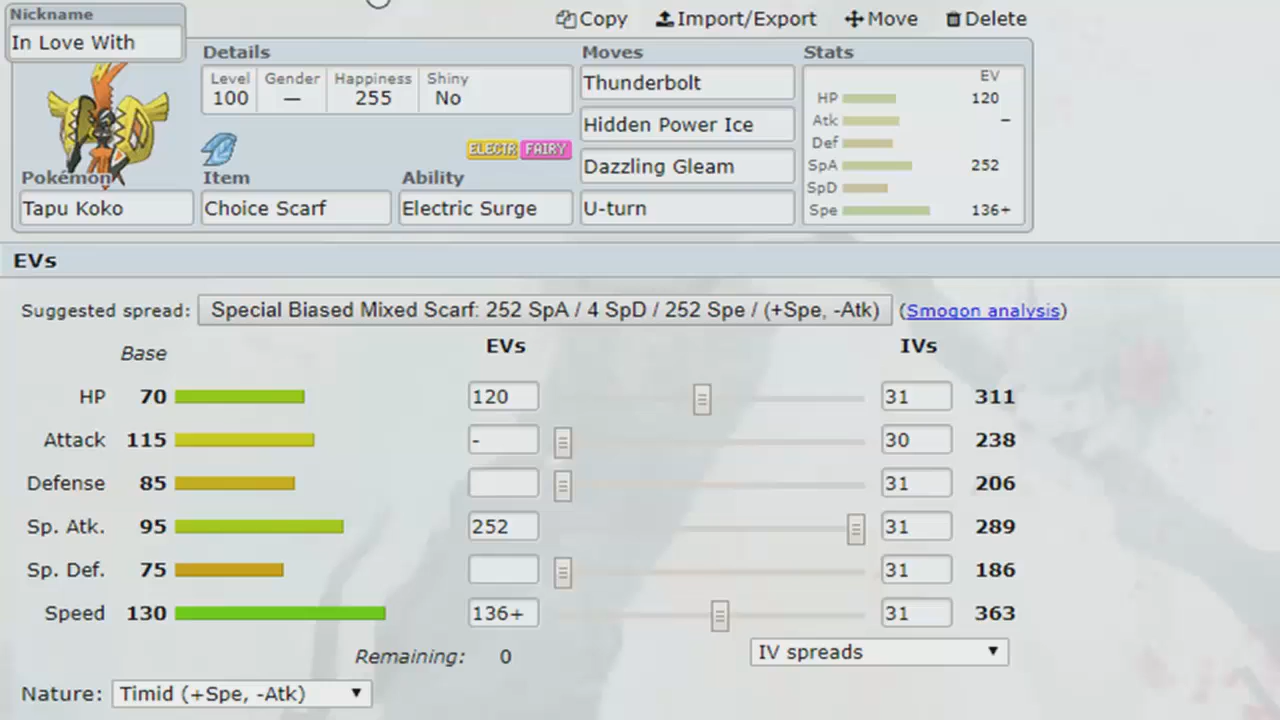 Nickname
In Love With
Copy Import/Export Move Delete
Details
Level Gender Happiness Shiny
100 — 255 No
ELECTR FAIRY
Pokémon Item Ability
Tapu Koko Choice Scarf Electric Surge
Moves
Thunderbolt
Hidden Power Ice
Dazzling Gleam
U-turn
Stats
EV
HP 120
Atk –
Def
SpA 252
SpD
Spe 136+
EVs
Suggested spread: Special Biased Mixed Scarf: 252 SpA / 4 SpD / 252 Spe / (+Spe, -Atk) (Smogon analysis)
Base EVs IVs
HP 70 120 31 311
Attack 115 - 30 238
Defense 85 31 206
Sp. Atk. 95 252 31 289
Sp. Def. 75 31 186
Speed 130 136+ 31 363
Remaining: 0 IV spreads
Nature: Timid (+Spe, -Atk)